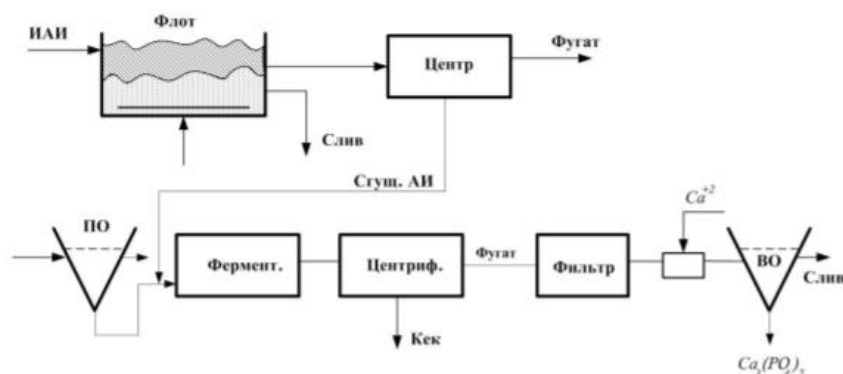 Флот
ИАИ
Центр
Фугат
Слив
Сгущ. АИ
ПО
Фермент.
Центриф.
Фугат
Фильтр
Ca⁺²
ВО
Слив
Кек
Ca₃(PO₄)₂